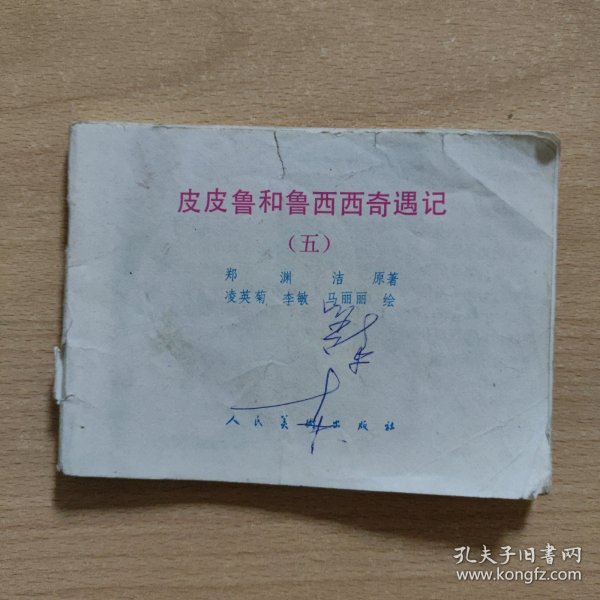 皮皮鲁和鲁西西奇遇记
（五）
郑渊洁 原著
凌英菊 李敏 马丽丽 绘
人民美术出版社
孔夫子旧书网
www.kongfz.com